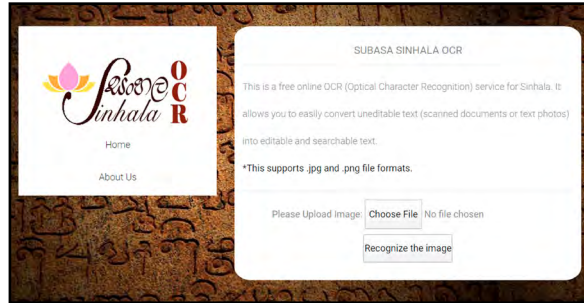 සිංහල
Sinhala
OCR
Home
About Us
SUBASA SINHALA OCR
This is a free online OCR (Optical Character Recognition) service for Sinhala. It
allows you to easily convert uneditable text (scanned documents or text photos)
into editable and searchable text.
*This supports .jpg and .png file formats.
Please Upload Image: Choose File No file chosen
Recognize the image